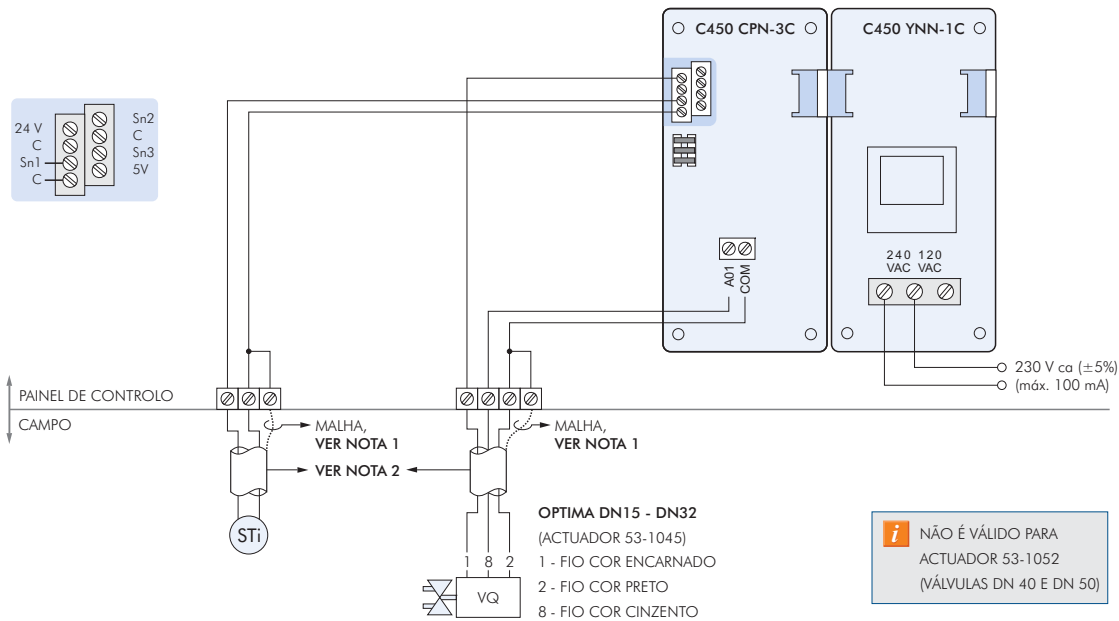 C450 CPN-3C
C450 YNN-1C
24 V
C
Sn1
C
Sn2
C
Sn3
5V
A01
COM
240 VAC
120 VAC
230 V ca (±5%)
(máx. 100 mA)
PAINEL DE CONTROLO
CAMPO
MALHA,
VER NOTA 1
MALHA,
VER NOTA 1
VER NOTA 2
STi
1 8 2
VQ
OPTIMA DN15 - DN32
(ACTUADOR 53-1045)
1 - FIO COR ENCARNADO
2 - FIO COR PRETO
8 - FIO COR CINZENTO
i
NÃO É VÁLIDO PARA
ACTUADOR 53-1052
(VÁLVULAS DN 40 E DN 50)